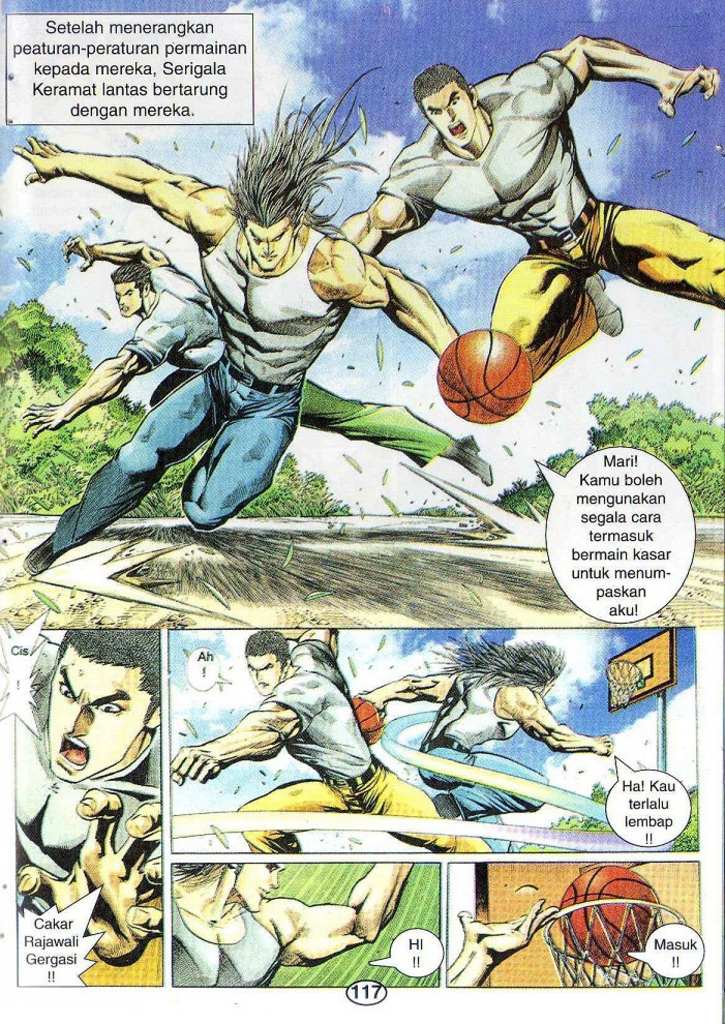 Setelah menerangkan
peaturan-peraturan permainan
kepada mereka, Serigala
Keramat lantas bertarung
dengan mereka.
Mari!
Kamu boleh
mengunakan
segala cara
termasuk
bermain kasar
untuk menum-
paskan
aku!
Cis
!
Cakar
Rajawali
Gergasi
!!
Ah
!
Ha! Kau
terlalu
lembap
!!
HI
!!
Masuk
!!
117